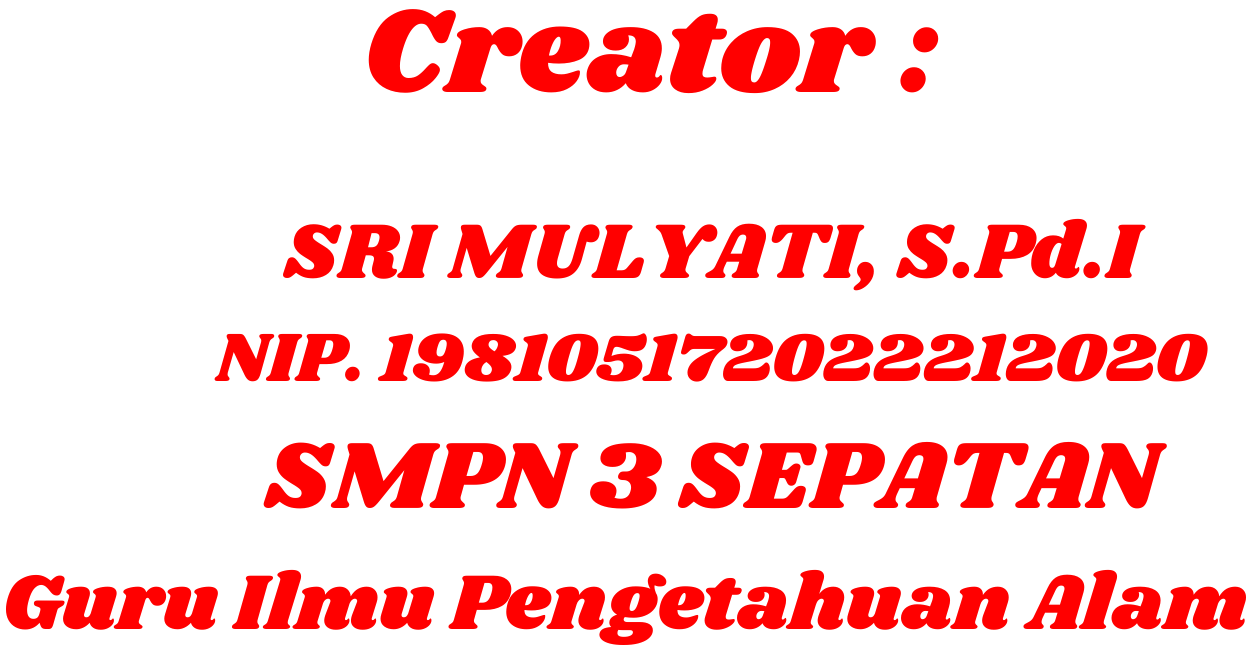 Creator :
SRI MULYATI, S.Pd.I
NIP. 198105172022212020
SMPN 3 SEPATAN
Guru Ilmu Pengetahuan Alam